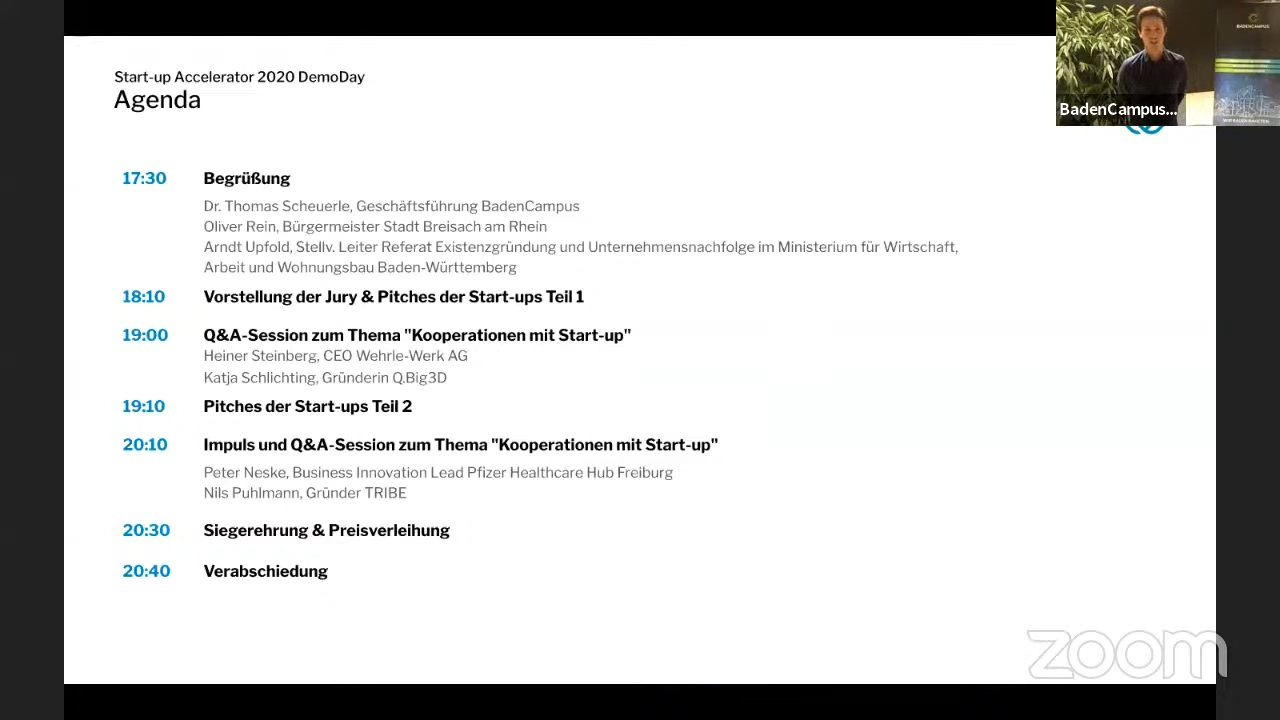 Start-up Accelerator 2020 DemoDay
Agenda
BADENCAMPUS
BadenCampus...
WIR BAUEN RAKETEN
17:30 Begrüßung
Dr. Thomas Scheuerle, Geschäftsführung BadenCampus
Oliver Rein, Bürgermeister Stadt Breisach am Rhein
Arndt Upfold, Stellv. Leiter Referat Existenzgründung und Unternehmensnachfolge im Ministerium für Wirtschaft,
Arbeit und Wohnungsbau Baden-Württemberg
18:10 Vorstellung der Jury & Pitches der Start-ups Teil 1
19:00 Q&A-Session zum Thema "Kooperationen mit Start-up"
Heiner Steinberg, CEO Wehrle-Werk AG
Katja Schlichting, Gründerin Q.Big3D
19:10 Pitches der Start-ups Teil 2
20:10 Impuls und Q&A-Session zum Thema "Kooperationen mit Start-up"
Peter Neske, Business Innovation Lead Pfizer Healthcare Hub Freiburg
Nils Puhlmann, Gründer TRIBE
20:30 Siegerehrung & Preisverleihung
20:40 Verabschiedung
zoom